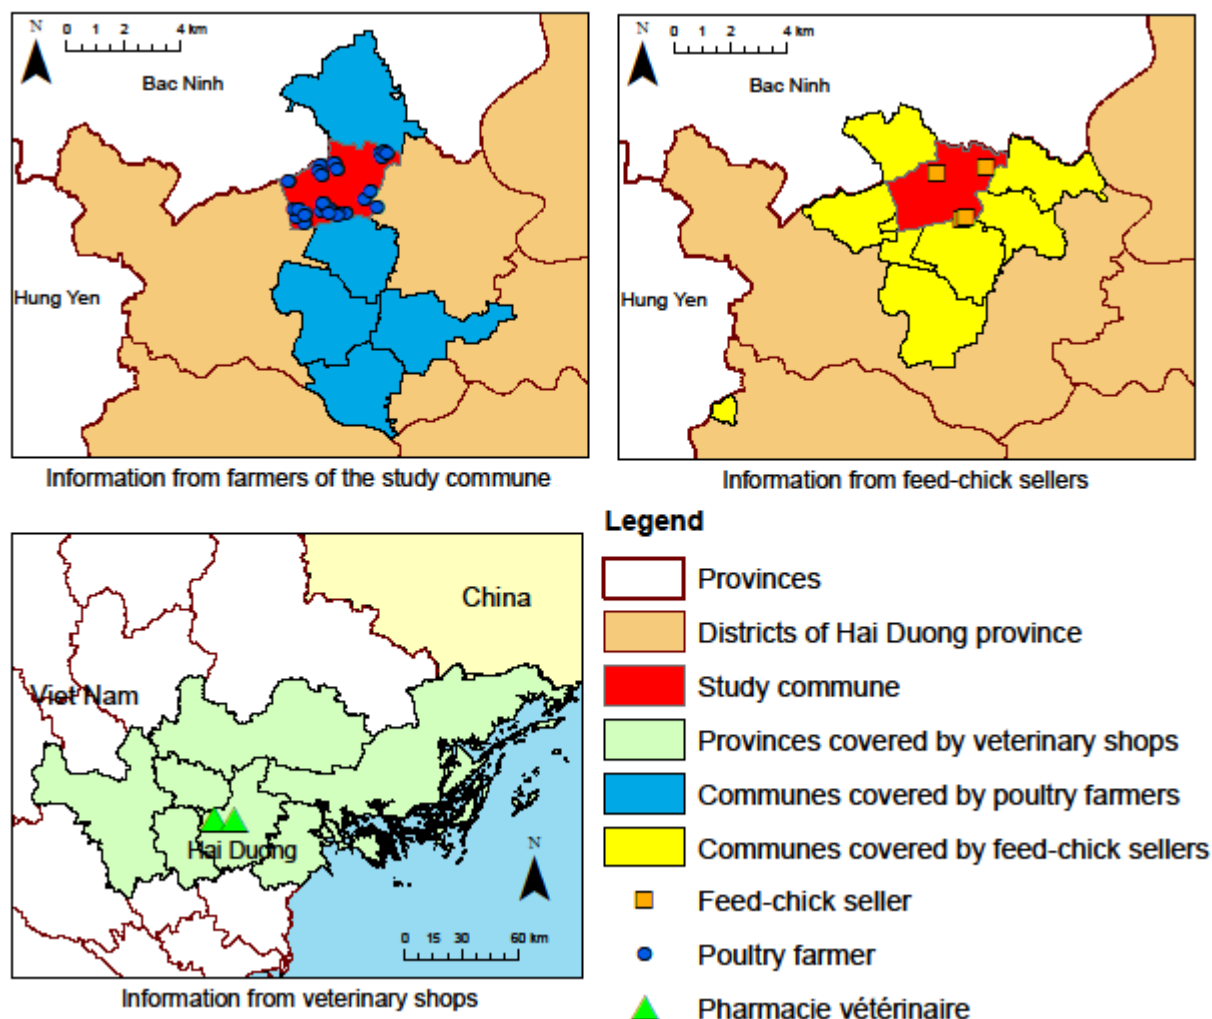 N
0 1 2 4 km
Bac Ninh
Hung Yen
Information from farmers of the study commune
N
0 1 2 4 km
Bac Ninh
Hung Yen
Information from feed-chick sellers
China
Viet Nam
Hai Duong
N
0 15 30 60 km
Information from veterinary shops
Legend
Provinces
Districts of Hai Duong province
Study commune
Provinces covered by veterinary shops
Communes covered by poultry farmers
Communes covered by feed-chick sellers
Feed-chick seller
Poultry farmer
Pharmacie vétérinaire